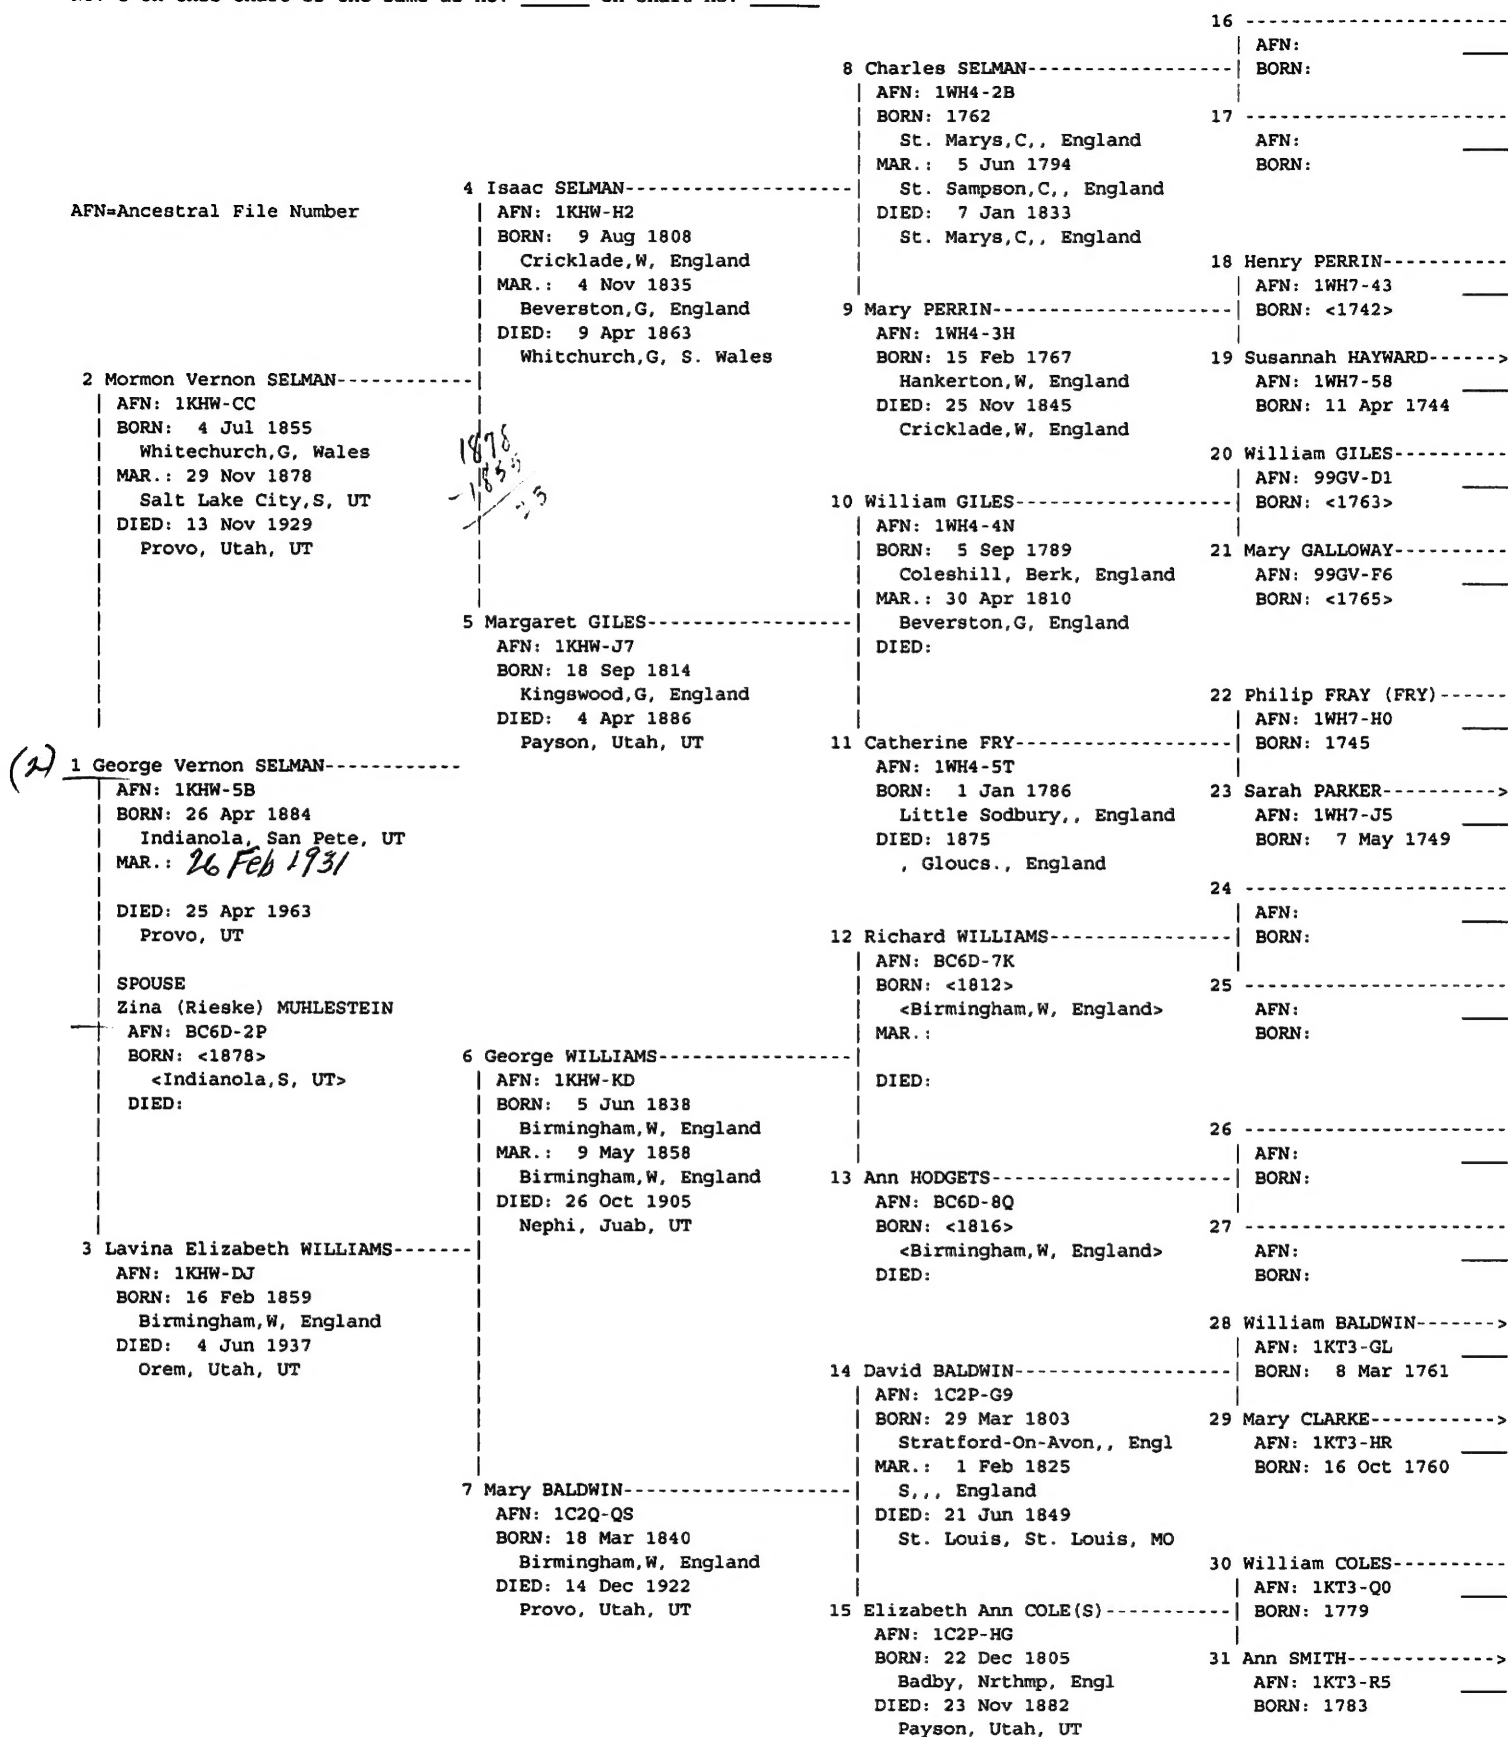 AFN=Ancestral File Number
(2) 1 George Vernon SELMAN------------
AFN: 1KHW-5B
BORN: 26 Apr 1884
Indianola, San Pete, UT
MAR.: 26 Feb 1931
DIED: 25 Apr 1963
Provo, UT
SPOUSE
Zina (Rieske) MUHLESTEIN
AFN: BC6D-2P
BORN: <1878>
<Indianola,S, UT>
DIED:
2 Mormon Vernon SELMAN------------
AFN: 1KHW-CC
BORN: 4 Jul 1855
Whitechurch,G, Wales
MAR.: 29 Nov 1878
Salt Lake City,S, UT
DIED: 13 Nov 1929
Provo, Utah, UT
1878
-1855
23
3 Lavina Elizabeth WILLIAMS-------
AFN: 1KHW-DJ
BORN: 16 Feb 1859
Birmingham,W, England
DIED: 4 Jun 1937
Orem, Utah, UT
4 Isaac SELMAN--------------------
AFN: 1KHW-H2
BORN: 9 Aug 1808
Cricklade,W, England
MAR.: 4 Nov 1835
Beverston,G, England
DIED: 9 Apr 1863
Whitchurch,G, S. Wales
5 Margaret GILES------------------
AFN: 1KHW-J7
BORN: 18 Sep 1814
Kingswood,G, England
DIED: 4 Apr 1886
Payson, Utah, UT
6 George WILLIAMS-----------------
AFN: 1KHW-KD
BORN: 5 Jun 1838
Birmingham,W, England
MAR.: 9 May 1858
Birmingham,W, England
DIED: 26 Oct 1905
Nephi, Juab, UT
7 Mary BALDWIN--------------------
AFN: 1C2Q-QS
BORN: 18 Mar 1840
Birmingham,W, England
DIED: 14 Dec 1922
Provo, Utah, UT
8 Charles SELMAN------------------
AFN: 1WH4-2B
BORN: 1762
St. Marys,C,, England
MAR.: 5 Jun 1794
St. Sampson,C,, England
DIED: 7 Jan 1833
St. Marys,C,, England
9 Mary PERRIN---------------------
AFN: 1WH4-3H
BORN: 15 Feb 1767
Hankerton,W, England
DIED: 25 Nov 1845
Cricklade,W, England
10 William GILES------------------
AFN: 1WH4-4N
BORN: 5 Sep 1789
Coleshill, Berk, England
MAR.: 30 Apr 1810
Beverston,G, England
DIED:
11 Catherine FRY------------------
AFN: 1WH4-5T
BORN: 1 Jan 1786
Little Sodbury,, England
DIED: 1875
, Gloucs., England
12 Richard WILLIAMS---------------
AFN: BC6D-7K
BORN: <1812>
<Birmingham,W, England>
MAR.:
DIED:
13 Ann HODGETS--------------------
AFN: BC6D-8Q
BORN: <1816>
<Birmingham,W, England>
DIED:
14 David BALDWIN------------------
AFN: 1C2P-G9
BORN: 29 Mar 1803
Stratford-On-Avon,, Engl
MAR.: 1 Feb 1825
S,,, England
DIED: 21 Jun 1849
St. Louis, St. Louis, MO
15 Elizabeth Ann COLE(S)-----------
AFN: 1C2P-HG
BORN: 22 Dec 1805
Badby, Nrthmp, Engl
DIED: 23 Nov 1882
Payson, Utah, UT
16 ----------------------
AFN:
BORN:
17 ----------------------
AFN:
BORN:
18 Henry PERRIN-----------
AFN: 1WH7-43
BORN: <1742>
19 Susannah HAYWARD------>
AFN: 1WH7-58
BORN: 11 Apr 1744
20 William GILES----------
AFN: 99GV-D1
BORN: <1763>
21 Mary GALLOWAY----------
AFN: 99GV-F6
BORN: <1765>
22 Philip FRAY (FRY)------
AFN: 1WH7-H0
BORN: 1745
23 Sarah PARKER---------->
AFN: 1WH7-J5
BORN: 7 May 1749
24 ----------------------
AFN:
BORN:
25 ----------------------
AFN:
BORN:
26 ----------------------
AFN:
BORN:
27 ----------------------
AFN:
BORN:
28 William BALDWIN------->
AFN: 1KT3-GL
BORN: 8 Mar 1761
29 Mary CLARKE----------->
AFN: 1KT3-HR
BORN: 16 Oct 1760
30 William COLES----------
AFN: 1KT3-Q0
BORN: 1779
31 Ann SMITH------------->
AFN: 1KT3-R5
BORN: 1783